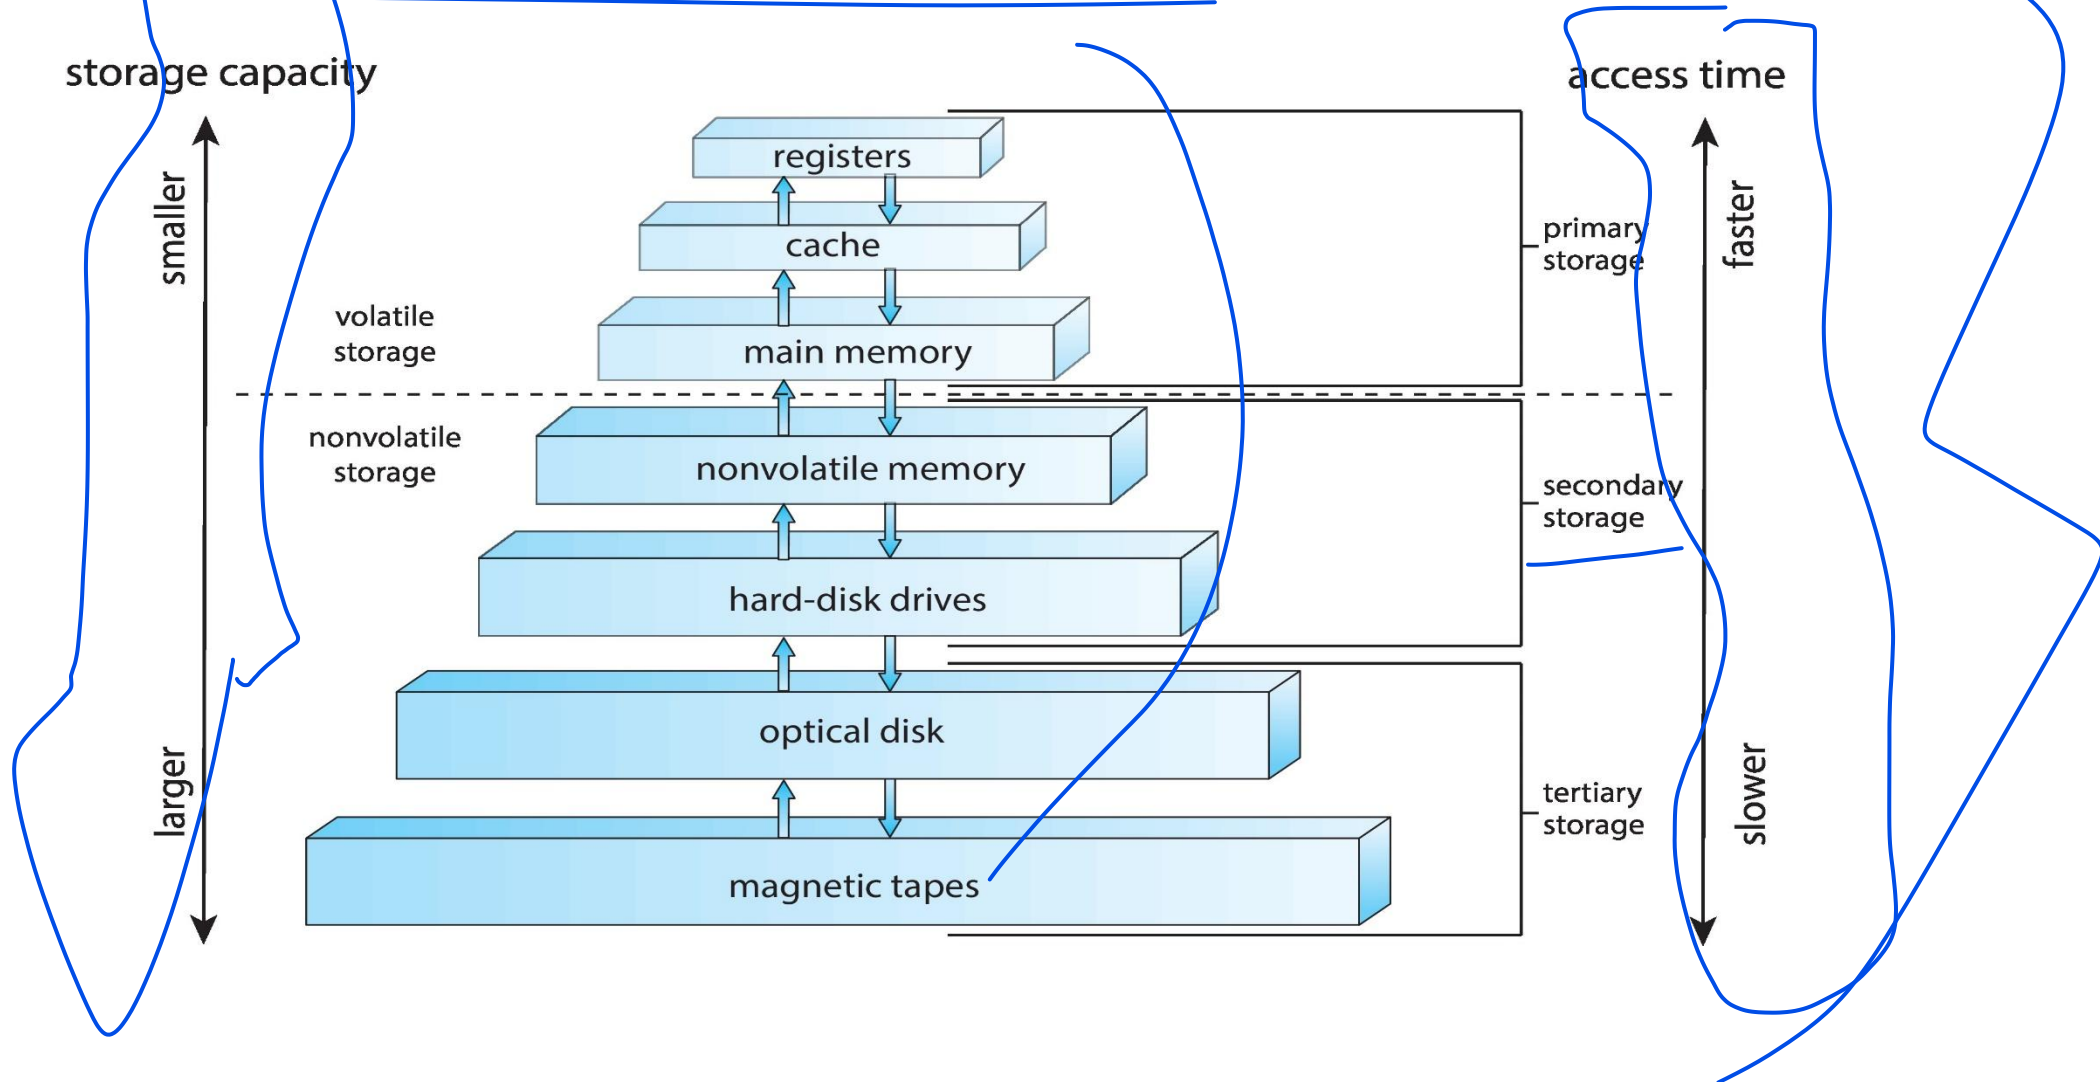 storage capacity
access time
smaller
faster
registers
cache
primary
storage
volatile
storage
main memory
nonvolatile
storage
nonvolatile memory
secondary
storage
hard-disk drives
optical disk
larger
slower
tertiary
storage
magnetic tapes